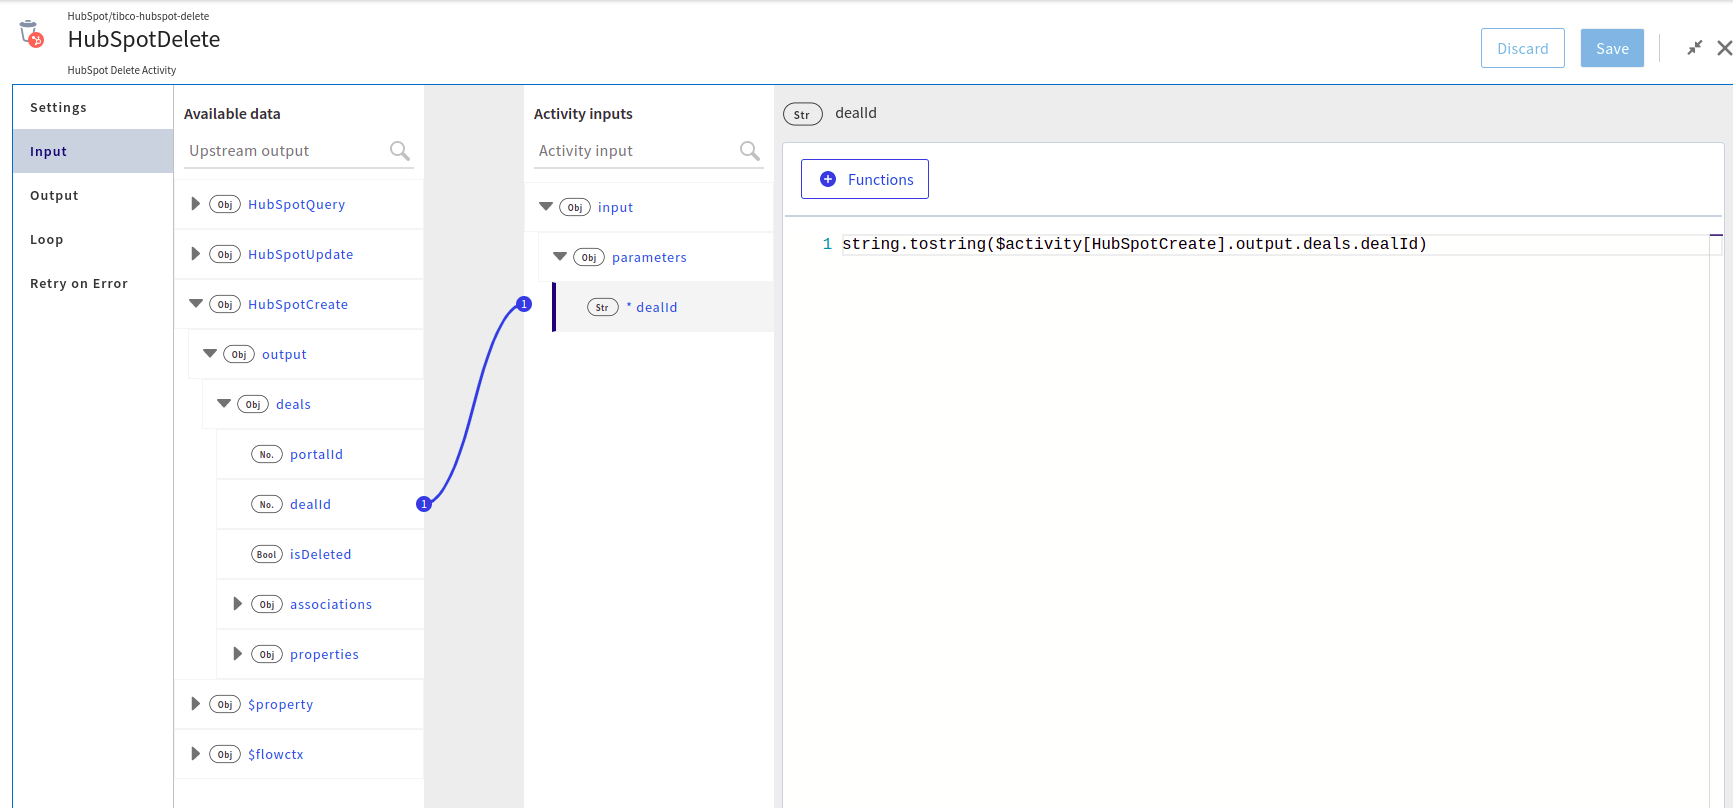 HubSpot/tibco-hubspot-delete
HubSpotDelete
HubSpot Delete Activity
Discard
Save
Settings
Input
Output
Loop
Retry on Error
Available data
Upstream output
Obj HubSpotQuery
Obj HubSpotUpdate
Obj HubSpotCreate
Obj output
Obj deals
No. portalId
No. dealId
1
Bool isDeleted
Obj associations
Obj properties
Obj $property
Obj $flowctx
Activity inputs
Activity input
Obj input
Obj parameters
1
Str * dealId
Str dealId
+ Functions
1 string.tostring($activity[HubSpotCreate].output.deals.dealId)